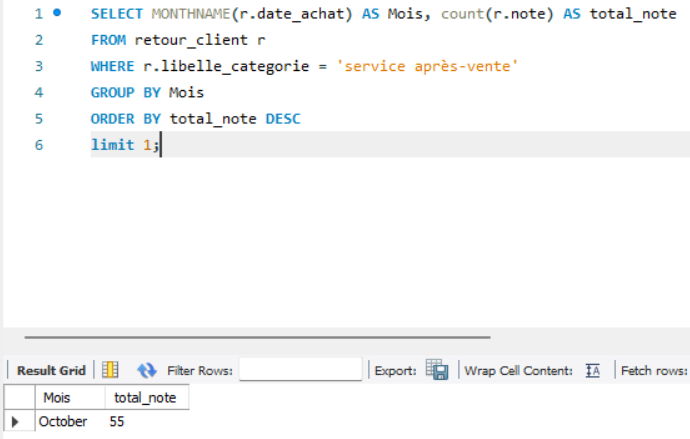 1 SELECT MONTHNAME(r.date_achat) AS Mois, count(r.note) AS total_note
2 FROM retour_client r
3 WHERE r.libelle_categorie = 'service après-vente'
4 GROUP BY Mois
5 ORDER BY total_note DESC
6 limit 1;
Result Grid Filter Rows: Export: Wrap Cell Content: Fetch rows:
Mois total_note
October 55